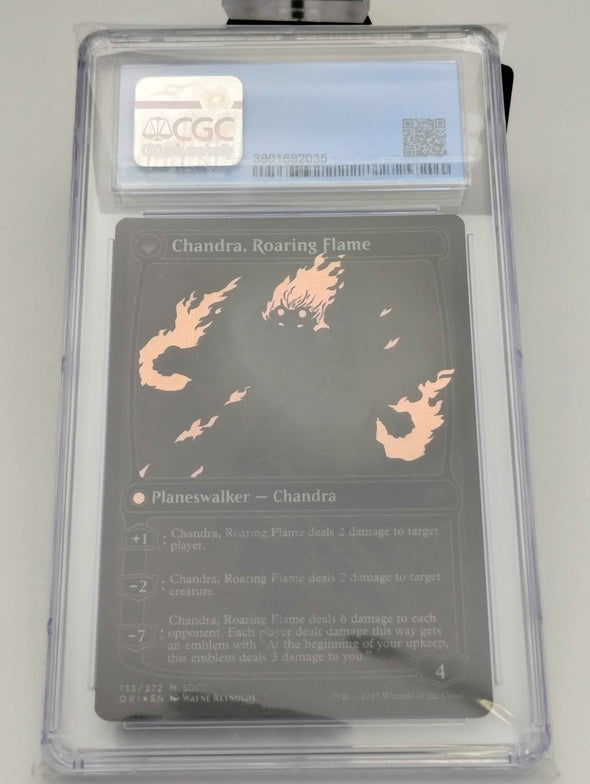 CGC
3801692035
Chandra, Roaring Flame
Planeswalker — Chandra
+1 : Chandra, Roaring Flame deals 2 damage to target
player.
−2 : Chandra, Roaring Flame deals 2 damage to target
creature.
−7 : Chandra, Roaring Flame deals 6 damage to each
opponent. Each player dealt damage this way gets
an emblem with "At the beginning of your upkeep,
this emblem deals 3 damage to you."
4
135/272 M
ORI • EN WAYNE REYNOLDS
Wizards of the Coast